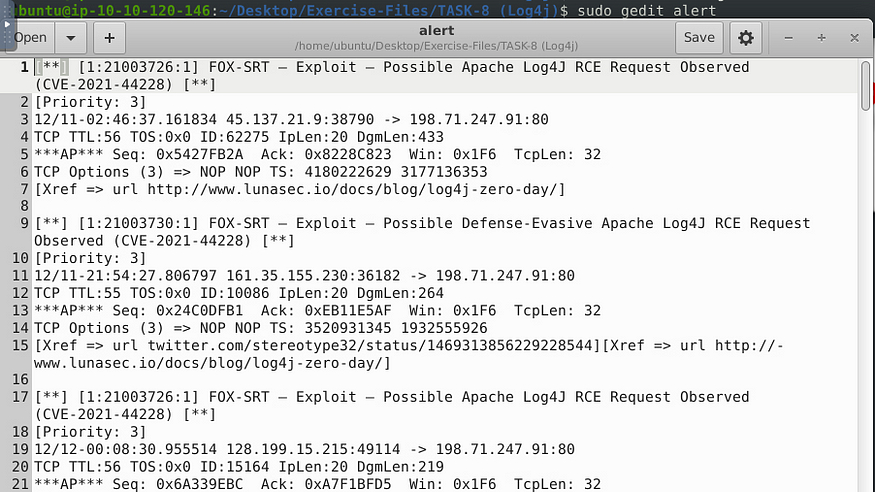 ubuntu@ip-10-10-120-146:~/Desktop/Exercise-Files/TASK-8 (Log4j)$ sudo gedit alert
Open
alert
/home/ubuntu/Desktop/Exercise-Files/TASK-8 (Log4j)
Save
1 [**] [1:21003726:1] FOX-SRT – Exploit – Possible Apache Log4J RCE Request Observed
(CVE-2021-44228) [**]
2 [Priority: 3]
3 12/11-02:46:37.161834 45.137.21.9:38790 -> 198.71.247.91:80
4 TCP TTL:56 TOS:0x0 ID:62275 IpLen:20 DgmLen:433
5 ***AP*** Seq: 0x5427FB2A  Ack: 0x8228C823  Win: 0x1F6  TcpLen: 32
6 TCP Options (3) => NOP NOP TS: 4180222629 3177136353
7 [Xref => url http://www.lunasec.io/docs/blog/log4j-zero-day/]
8
9 [**] [1:21003730:1] FOX-SRT – Exploit – Possible Defense-Evasive Apache Log4J RCE Request
Observed (CVE-2021-44228) [**]
10 [Priority: 3]
11 12/11-21:54:27.806797 161.35.155.230:36182 -> 198.71.247.91:80
12 TCP TTL:55 TOS:0x0 ID:10086 IpLen:20 DgmLen:264
13 ***AP*** Seq: 0x24C0DFB1  Ack: 0xEB11E5AF  Win: 0x1F6  TcpLen: 32
14 TCP Options (3) => NOP NOP TS: 3520931345 1932555926
15 [Xref => url twitter.com/stereotype32/status/1469313856229228544][Xref => url http://-
www.lunasec.io/docs/blog/log4j-zero-day/]
16
17 [**] [1:21003726:1] FOX-SRT – Exploit – Possible Apache Log4J RCE Request Observed
(CVE-2021-44228) [**]
18 [Priority: 3]
19 12/12-00:08:30.955514 128.199.15.215:49114 -> 198.71.247.91:80
20 TCP TTL:56 TOS:0x0 ID:15164 IpLen:20 DgmLen:219
21 ***AP*** Seq: 0x6A339EBC  Ack: 0xA7F1BFD5  Win: 0x1F6  TcpLen: 32